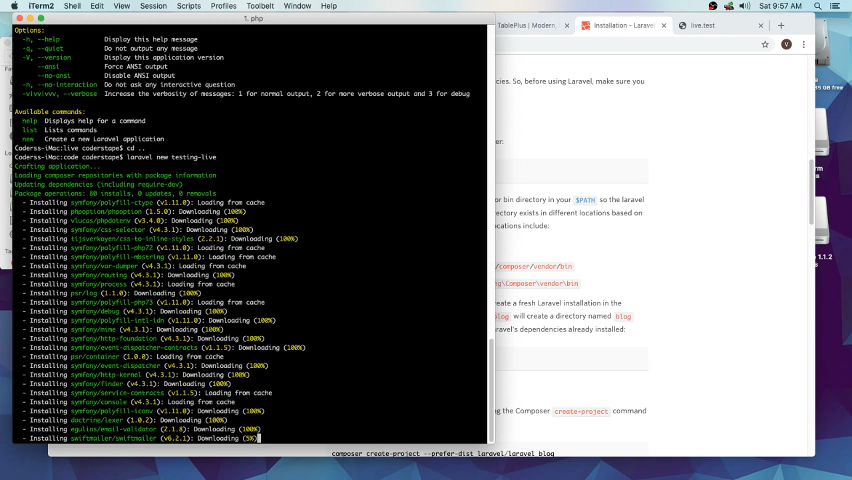 iTerm2 Shell Edit View Session Scripts Profiles Toolbelt Window Help
Sat 9:57 AM
1. php
Options:
-h, --help Display this help message
-q, --quiet Do not output any message
-V, --version Display this application version
--ansi Force ANSI output
--no-ansi Disable ANSI output
-n, --no-interaction Do not ask any interactive question
-v|vv|vvv, --verbose Increase the verbosity of messages: 1 for normal output, 2 for more verbose output and 3 for debug
Available commands:
help Displays help for a command
list Lists commands
new Create a new Laravel application
Coderss-iMac:live coderstape$ cd ..
Coderss-iMac:code coderstape$ laravel new testing-live
Crafting application...
Loading composer repositories with package information
Updating dependencies (including require-dev)
Package operations: 80 installs, 0 updates, 0 removals
- Installing symfony/polyfill-ctype (v1.11.0): Loading from cache
- Installing phpoption/phpoption (1.5.0): Downloading (100%)
- Installing vlucas/phpdotenv (v3.4.0): Downloading (100%)
- Installing symfony/css-selector (v4.3.1): Downloading (100%)
- Installing tijsverkoyen/css-to-inline-styles (2.2.1): Downloading (100%)
- Installing symfony/polyfill-php72 (v1.11.0): Loading from cache
- Installing symfony/polyfill-mbstring (v1.11.0): Loading from cache
- Installing symfony/var-dumper (v4.3.1): Loading from cache
- Installing symfony/routing (v4.3.1): Downloading (100%)
- Installing symfony/process (v4.3.1): Loading from cache
- Installing psr/log (1.1.0): Downloading (100%)
- Installing symfony/polyfill-php73 (v1.11.0): Loading from cache
- Installing symfony/debug (v4.3.1): Downloading (100%)
- Installing symfony/polyfill-intl-idn (v1.11.0): Downloading (100%)
- Installing symfony/mime (v4.3.1): Downloading (100%)
- Installing symfony/http-foundation (v4.3.1): Downloading (100%)
- Installing symfony/event-dispatcher-contracts (v1.1.5): Downloading (100%)
- Installing psr/container (1.0.0): Loading from cache
- Installing symfony/event-dispatcher (v4.3.1): Downloading (100%)
- Installing symfony/http-kernel (v4.3.1): Downloading (100%)
- Installing symfony/finder (v4.3.1): Downloading (100%)
- Installing symfony/service-contracts (v1.1.5): Loading from cache
- Installing symfony/console (v4.3.1): Loading from cache
- Installing symfony/polyfill-iconv (v1.11.0): Downloading (100%)
- Installing doctrine/lexer (1.0.2): Downloading (100%)
- Installing egulias/email-validator (2.1.8): Downloading (100%)
- Installing swiftmailer/swiftmailer (v6.2.1): Downloading (5%)
TablePlus | Modern,
Installation - Laravel
live.test
V
cies. So, before using Laravel, make sure you
er:
or bin directory in your $PATH so the laravel
ectory exists in different locations based on
ocations include:
/composer/vendor/bin
g\Composer\vendor\bin
reate a fresh Laravel installation in the
log will create a directory named blog
ravel's dependencies already installed:
ng the Composer create-project command
composer create-project --prefer-dist laravel/laravel blog